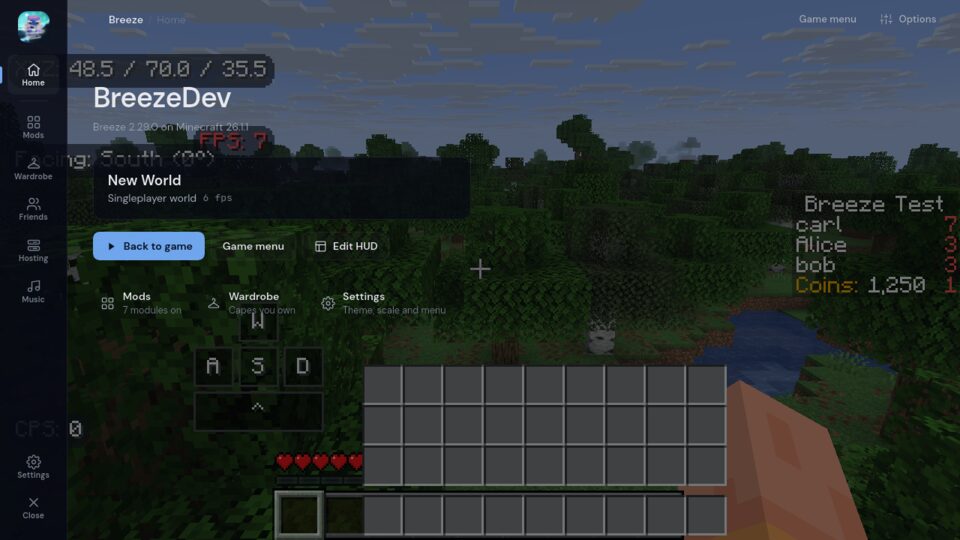 Breeze / Home
Game menu
Options
Home
XYZ: 48.5 / 70.0 / 35.5
BreezeDev
Breeze 2.29.0 on Minecraft 26.1.1
Mods
FPS: 7
Facing: South (0°)
Wardrobe
New World
Singleplayer world 6 fps
Friends
Breeze Test
carl 7
Alice 3
bob 3
Coins: 1,250 1
Hosting
Back to game
Game menu
Edit HUD
Music
Mods
7 modules on
Wardrobe
Capes you own
Settings
Theme, scale and menu
W
A
S
D
^
CPS: 0
Settings
Close